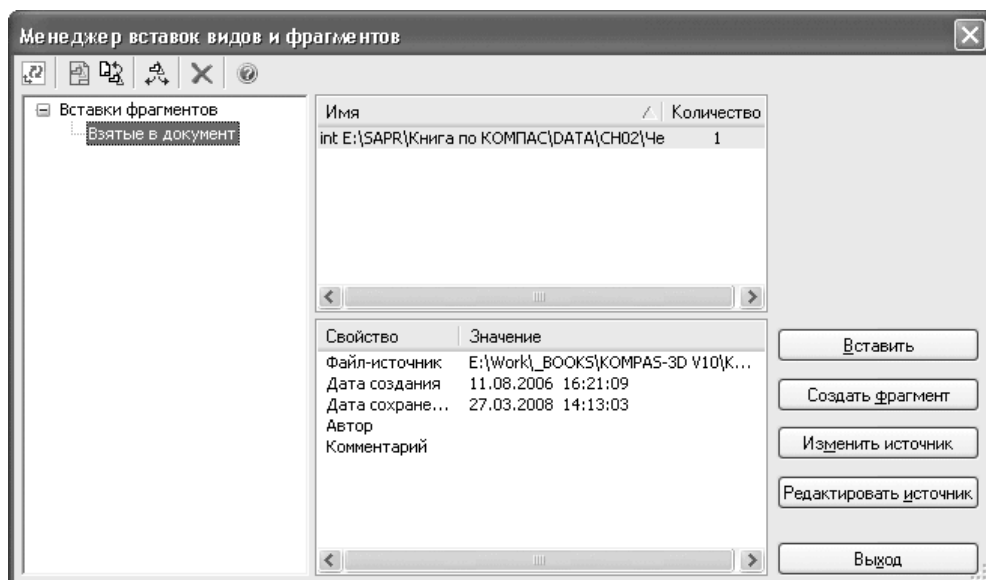 Менеджер вставок видов и фрагментов
Вставки фрагментов
Взятые в документ
Имя Количество
int E:\SAPR\Книга по КОМПАС\DATA\CH02\Че 1
Свойство Значение
Файл-источник E:\Work\_BOOKS\KOMPAS-3D V10\K...
Дата создания 11.08.2006 16:21:09
Дата сохране... 27.03.2008 14:13:03
Автор
Комментарий
Вставить
Создать фрагмент
Изменить источник
Редактировать источник
Выход